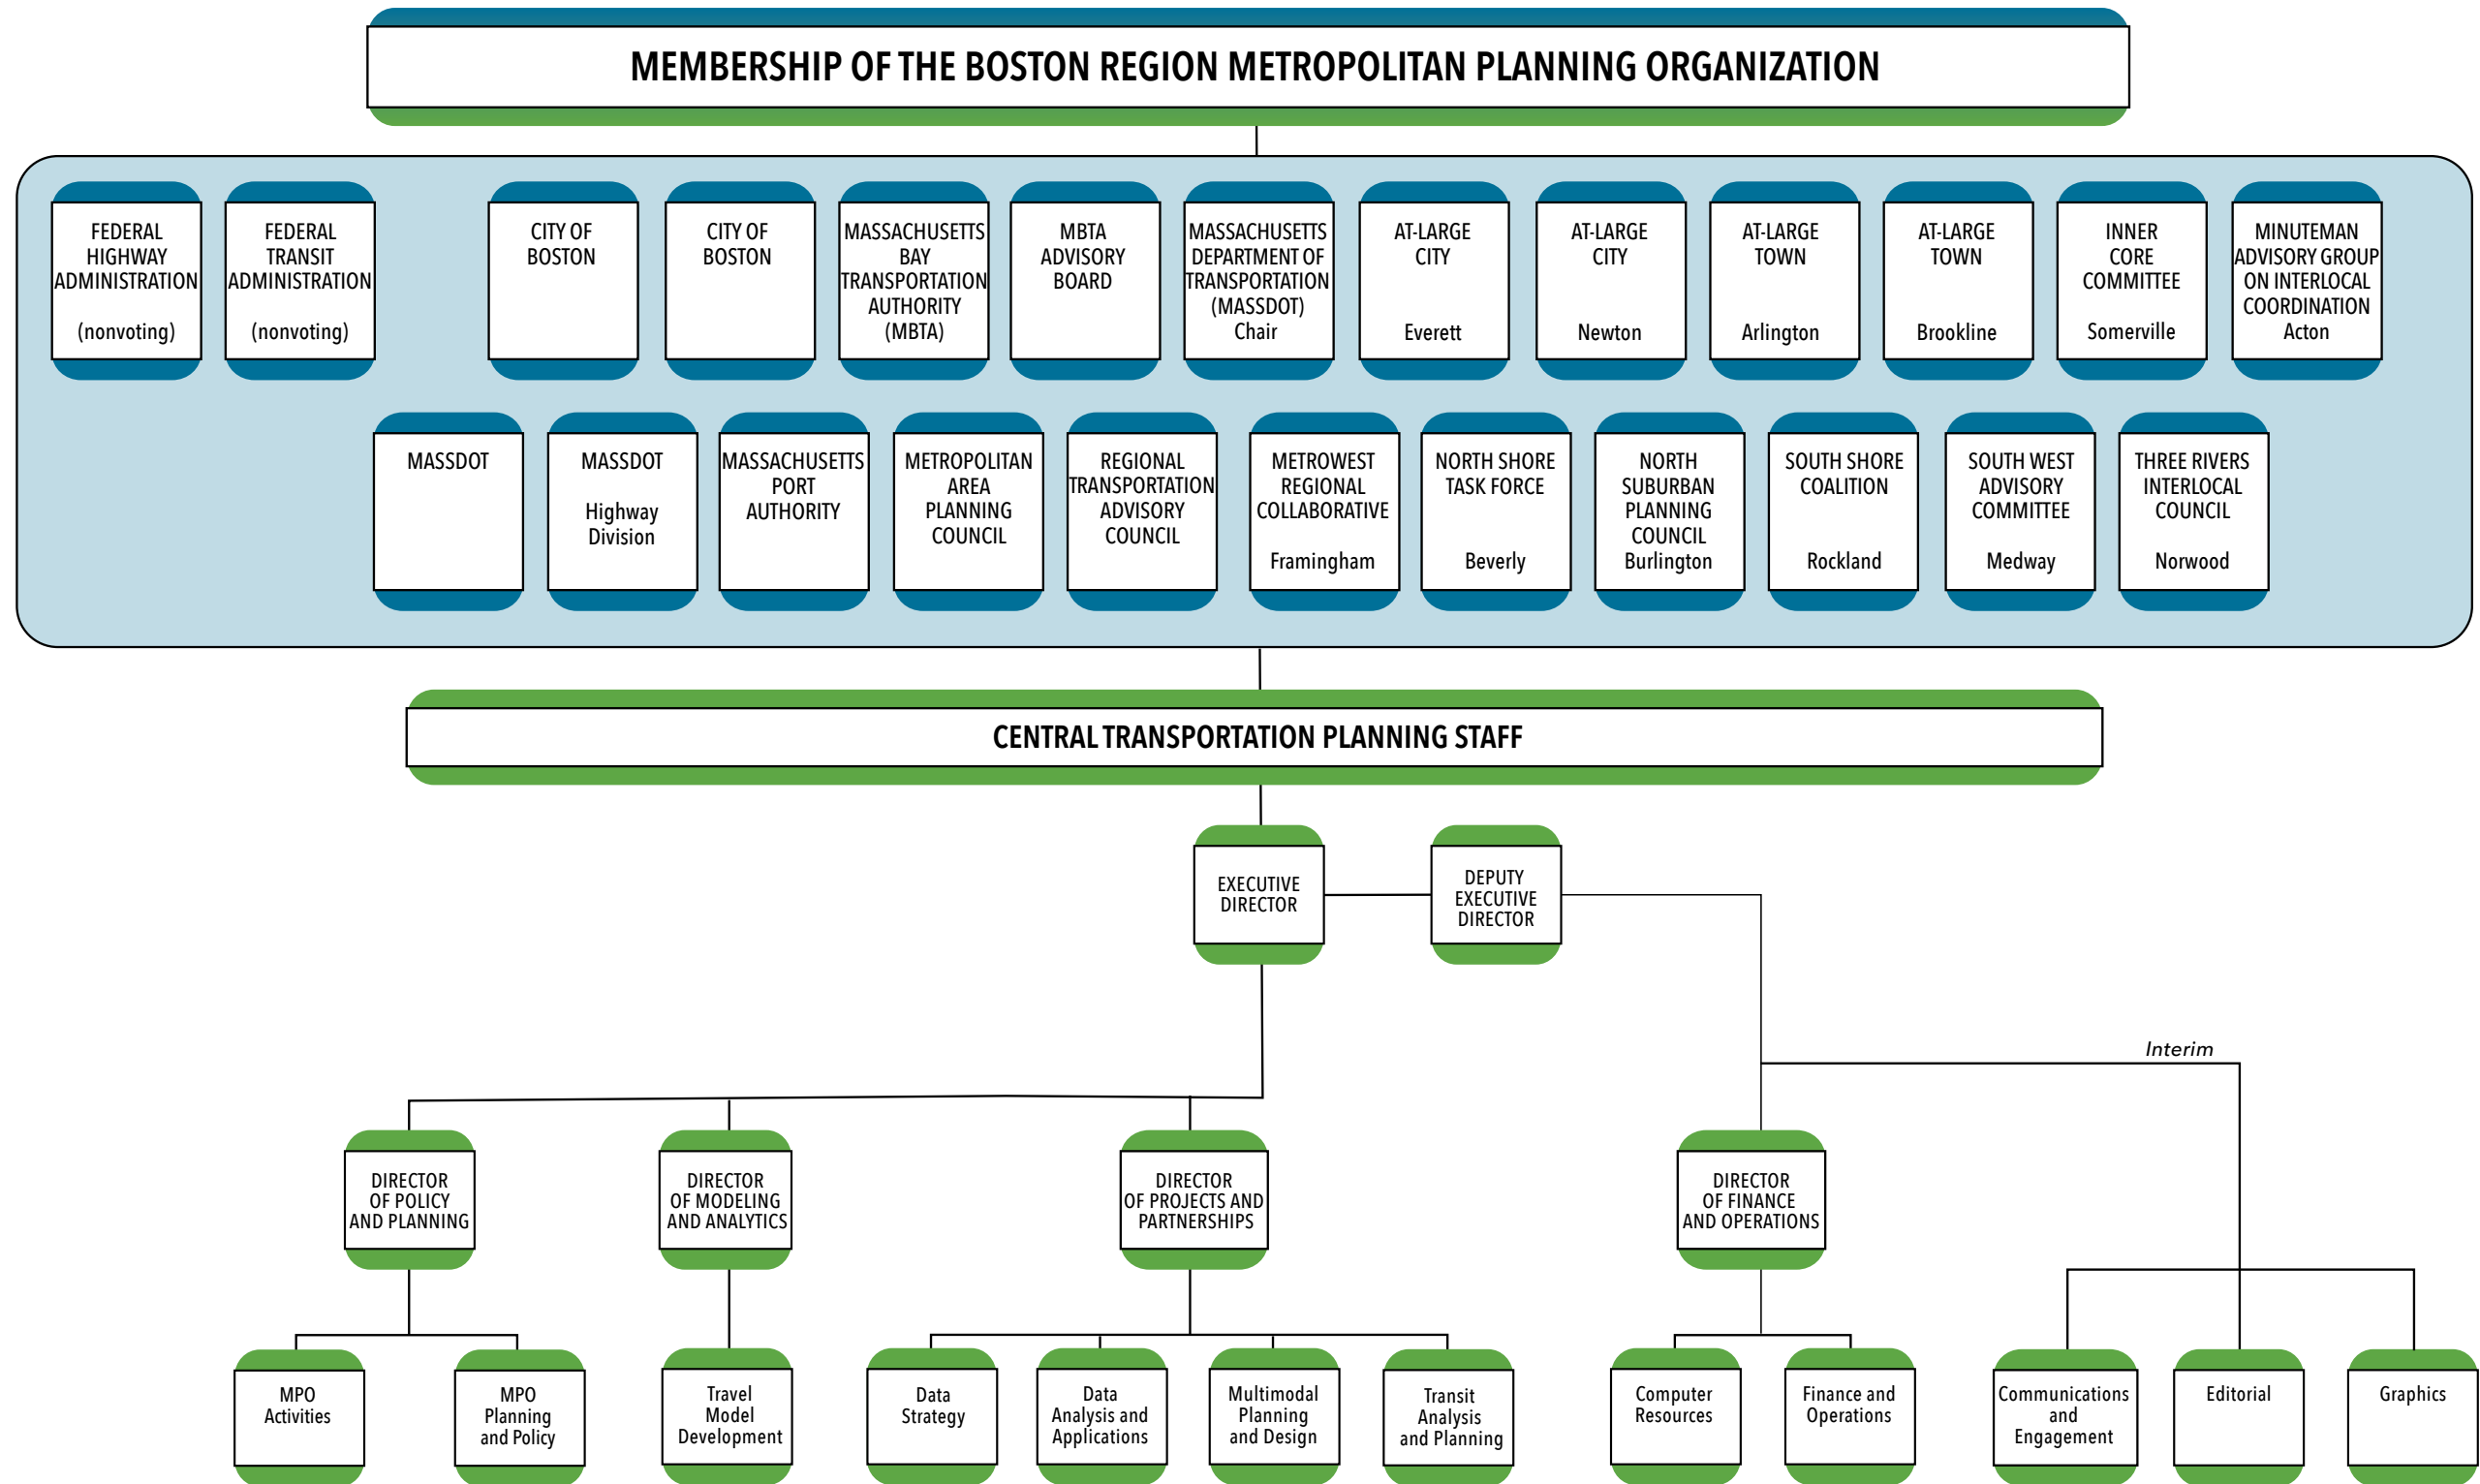 MEMBERSHIP OF THE BOSTON REGION METROPOLITAN PLANNING ORGANIZATION
FEDERAL
HIGHWAY
ADMINISTRATION
(nonvoting)
FEDERAL
TRANSIT
ADMINISTRATION
(nonvoting)
CITY OF
BOSTON
CITY OF
BOSTON
MASSACHUSETTS
BAY
TRANSPORTATION
AUTHORITY
(MBTA)
MBTA
ADVISORY
BOARD
MASSACHUSETTS
DEPARTMENT OF
TRANSPORTATION
(MASSDOT)
Chair
AT-LARGE
CITY
Everett
AT-LARGE
CITY
Newton
AT-LARGE
TOWN
Arlington
AT-LARGE
TOWN
Brookline
INNER
CORE
COMMITTEE
Somerville
MINUTEMAN
ADVISORY GROUP
ON INTERLOCAL
COORDINATION
Acton
MASSDOT
MASSDOT
Highway
Division
MASSACHUSETTS
PORT
AUTHORITY
METROPOLITAN
AREA
PLANNING
COUNCIL
REGIONAL
TRANSPORTATION
ADVISORY
COUNCIL
METROWEST
REGIONAL
COLLABORATIVE
Framingham
NORTH SHORE
TASK FORCE
Beverly
NORTH
SUBURBAN
PLANNING
COUNCIL
Burlington
SOUTH SHORE
COALITION
Rockland
SOUTH WEST
ADVISORY
COMMITTEE
Medway
THREE RIVERS
INTERLOCAL
COUNCIL
Norwood
CENTRAL TRANSPORTATION PLANNING STAFF
EXECUTIVE
DIRECTOR
DEPUTY
EXECUTIVE
DIRECTOR
Interim
DIRECTOR
OF POLICY
AND PLANNING
DIRECTOR
OF MODELING
AND ANALYTICS
DIRECTOR
OF PROJECTS AND
PARTNERSHIPS
DIRECTOR
OF FINANCE
AND OPERATIONS
MPO
Activities
MPO
Planning
and Policy
Travel
Model
Development
Data
Strategy
Data
Analysis and
Applications
Multimodal
Planning
and Design
Transit
Analysis
and Planning
Computer
Resources
Finance and
Operations
Communications
and
Engagement
Editorial
Graphics